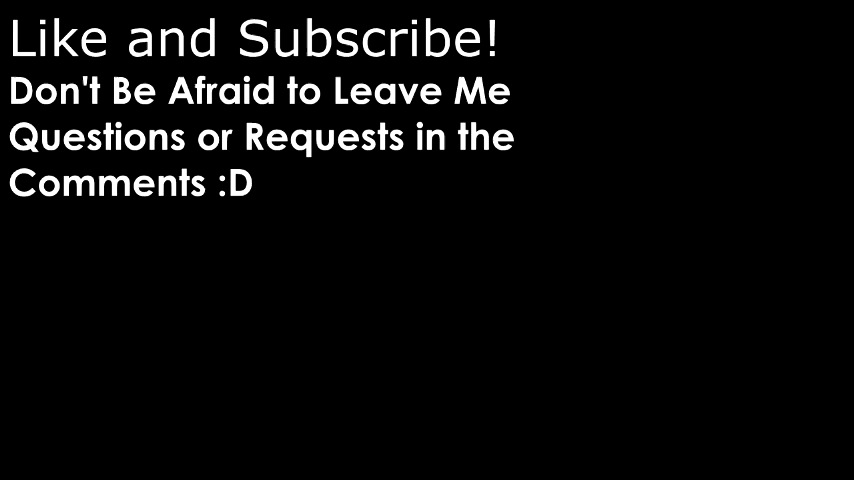 Like and Subscribe!
Don't Be Afraid to Leave Me
Questions or Requests in the
Comments :D